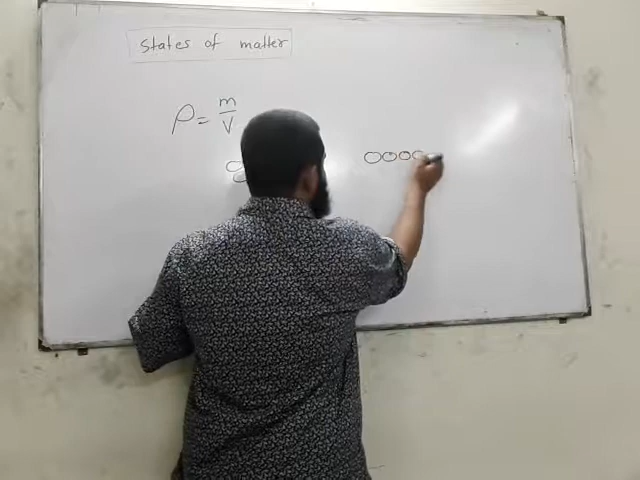 States of matter
ρ = m/V